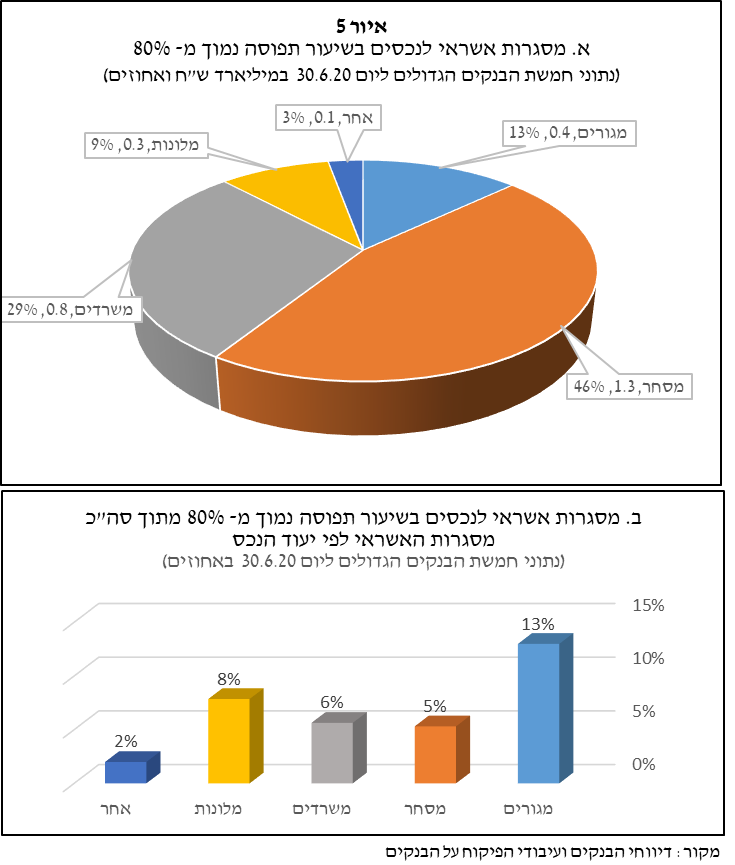 איור 5
א. מסגרות אשראי לנכסים בשיעור תפוסה נמוך מ- 80%
(נתוני חמשת הבנקים הגדולים ליום 30.6.20 במיליארד ש"ח ואחוזים)
אחר, 0.1, 3%
מגורים, 0.4, 13%
מלונות, 0.3, 9%
משרדים, 0.8, 29%
מסחר, 1.3, 46%
ב. מסגרות אשראי לנכסים בשיעור תפוסה נמוך מ- 80% מתוך סה"כ
מסגרות האשראי לפי יעוד הנכס
(נתוני חמשת הבנקים הגדולים ליום 30.6.20 באחוזים)
15%
10%
5%
0%
13%
5%
6%
8%
2%
מגורים
מסחר
משרדים
מלונות
אחר
מקור : דיווחי הבנקים ועיבודי הפיקוח על הבנקים